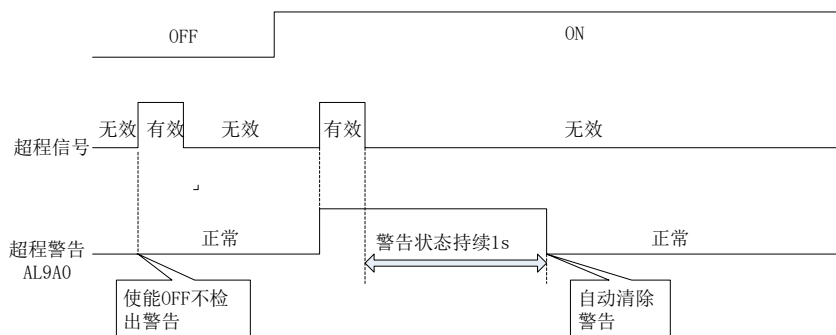 OFF
ON
无效
有效
无效
有效
无效
超程信号
超程警告
AL9A0
正常
警告状态持续1s
正常
使能OFF不检
出警告
自动清除
警告